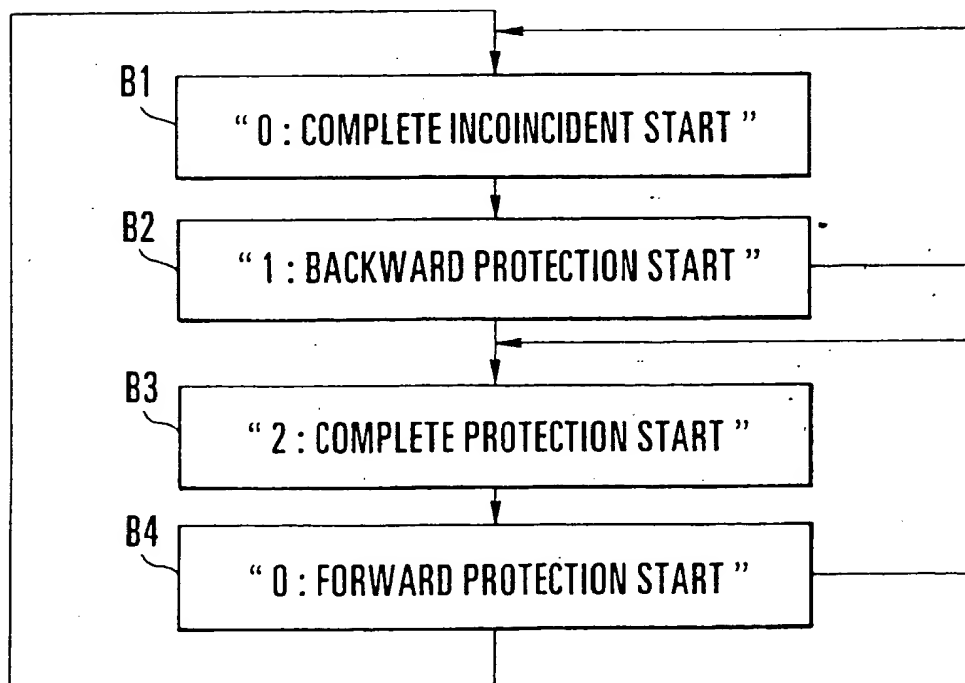 B1
“ 0 : COMPLETE INCOINCIDENT START ”
B2
“ 1 : BACKWARD PROTECTION START ”
B3
“ 2 : COMPLETE PROTECTION START ”
B4
“ 0 : FORWARD PROTECTION START ”